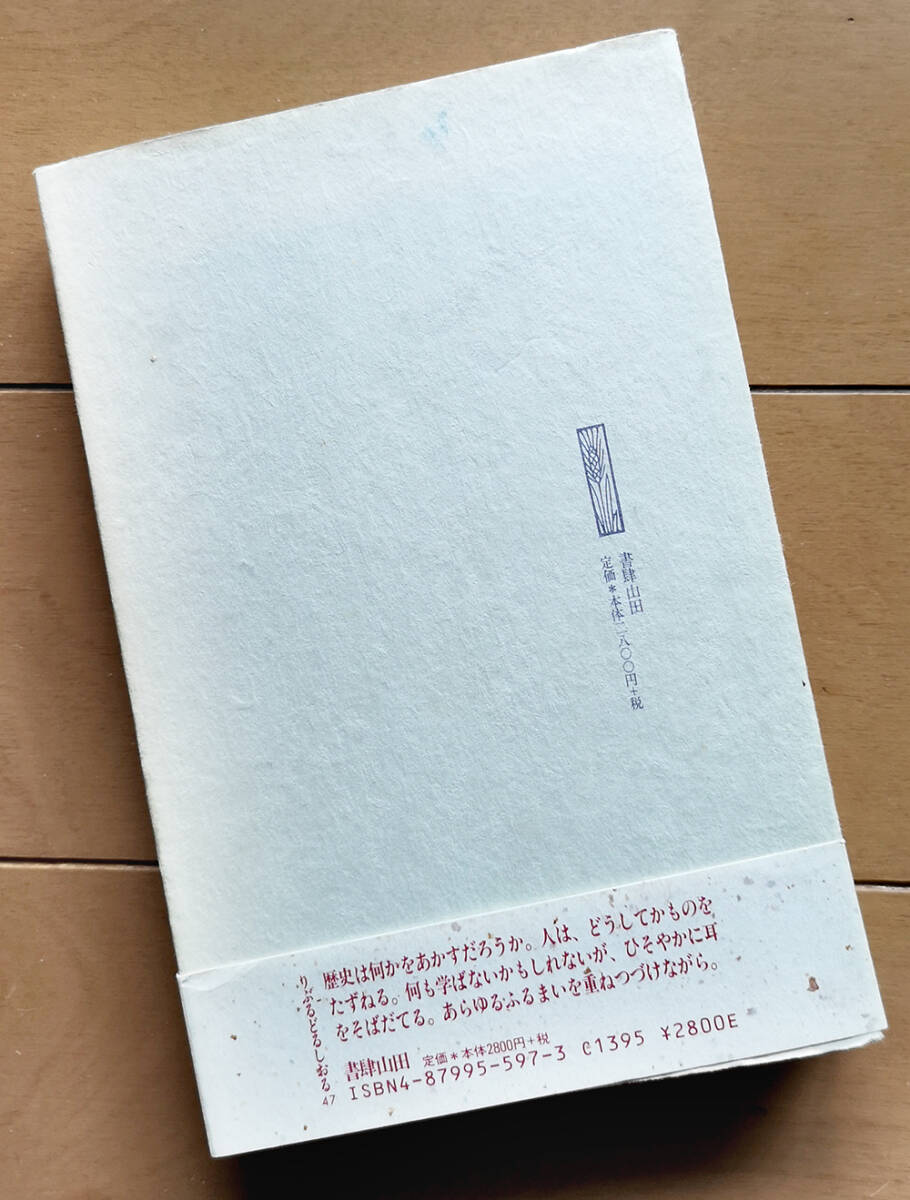 書肆山田
定価*本体二八〇〇円+税
歴史は何かをあかすだろうか。人は、どうしてかものを
たずねる。何も学ばないかもしれないが、ひそやかに耳
をそばだてる。あらゆるふるまいを重ねつづけながら。
りぶるどるしおる 47
書肆山田 定価*本体2800円+税
ISBN4-87995-597-3 C1395 ¥2800E